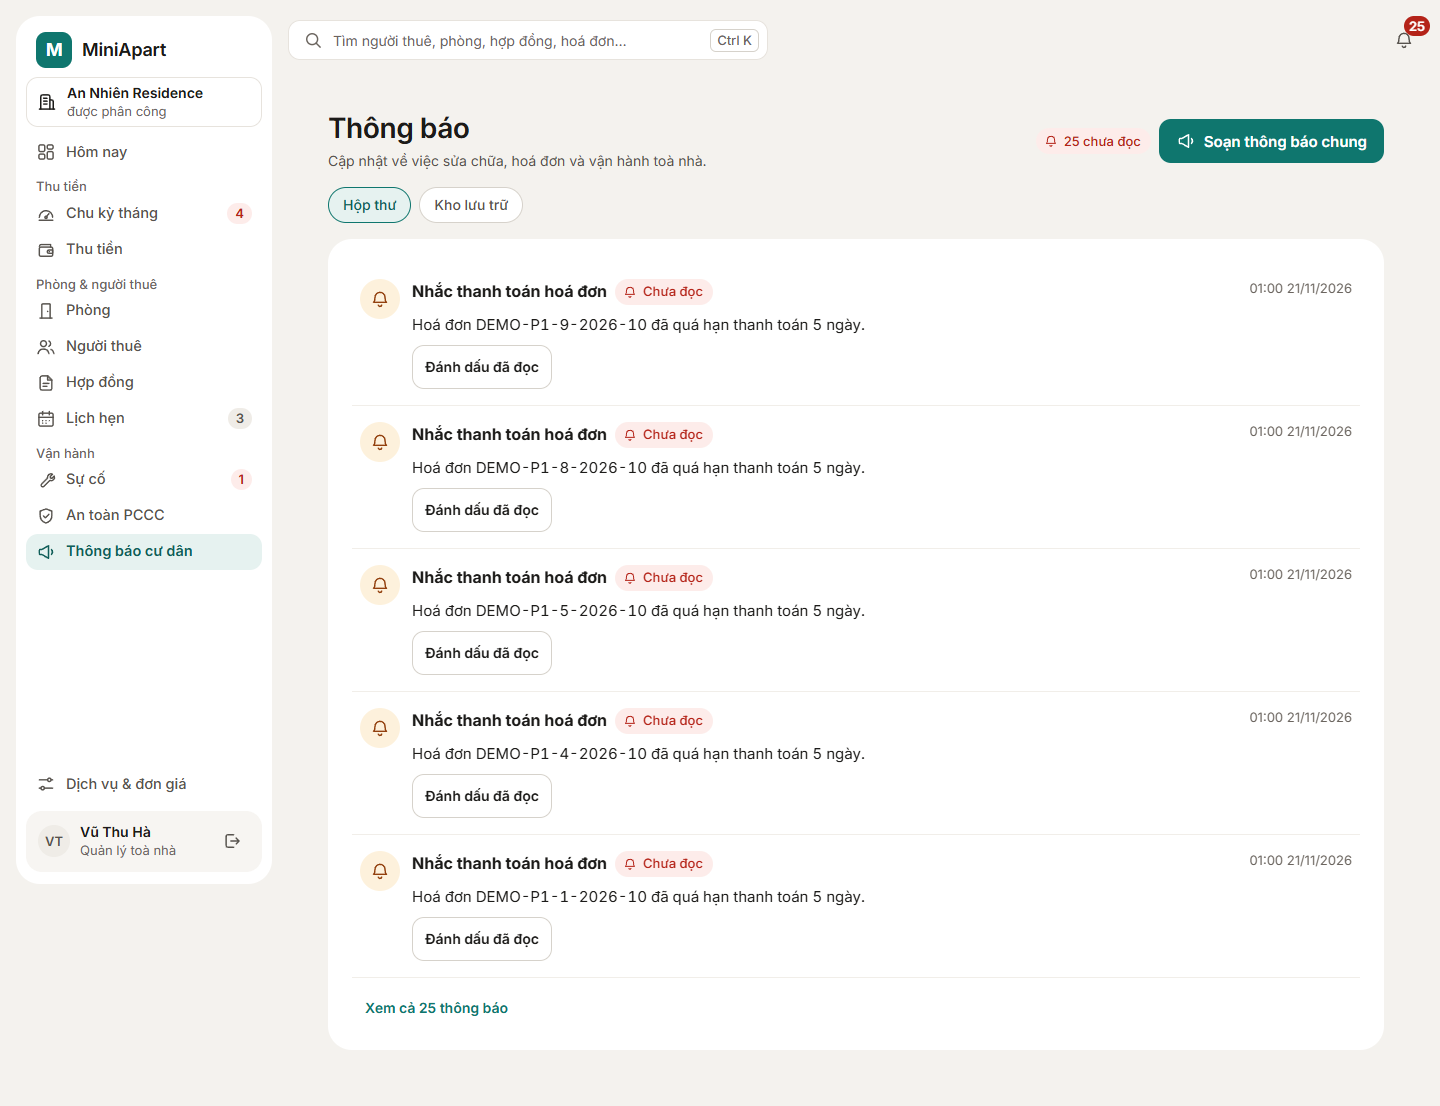 M MiniApart
An Nhiên Residence
được phân công
Hôm nay
Thu tiền
Chu kỳ tháng 4
Thu tiền
Phòng & người thuê
Phòng
Người thuê
Hợp đồng
Lịch hẹn 3
Vận hành
Sự cố 1
An toàn PCCC
Thông báo cư dân
Dịch vụ & đơn giá
VT
Vũ Thu Hà
Quản lý toà nhà
Tìm người thuê, phòng, hợp đồng, hoá đơn... Ctrl K
25
Thông báo
Cập nhật về việc sửa chữa, hoá đơn và vận hành toà nhà.
25 chưa đọc
Soạn thông báo chung
Hộp thư
Kho lưu trữ
Nhắc thanh toán hoá đơn Chưa đọc 01:00 21/11/2026
Hoá đơn DEMO-P1-9-2026-10 đã quá hạn thanh toán 5 ngày.
Đánh dấu đã đọc
Nhắc thanh toán hoá đơn Chưa đọc 01:00 21/11/2026
Hoá đơn DEMO-P1-8-2026-10 đã quá hạn thanh toán 5 ngày.
Đánh dấu đã đọc
Nhắc thanh toán hoá đơn Chưa đọc 01:00 21/11/2026
Hoá đơn DEMO-P1-5-2026-10 đã quá hạn thanh toán 5 ngày.
Đánh dấu đã đọc
Nhắc thanh toán hoá đơn Chưa đọc 01:00 21/11/2026
Hoá đơn DEMO-P1-4-2026-10 đã quá hạn thanh toán 5 ngày.
Đánh dấu đã đọc
Nhắc thanh toán hoá đơn Chưa đọc 01:00 21/11/2026
Hoá đơn DEMO-P1-1-2026-10 đã quá hạn thanh toán 5 ngày.
Đánh dấu đã đọc
Xem cả 25 thông báo